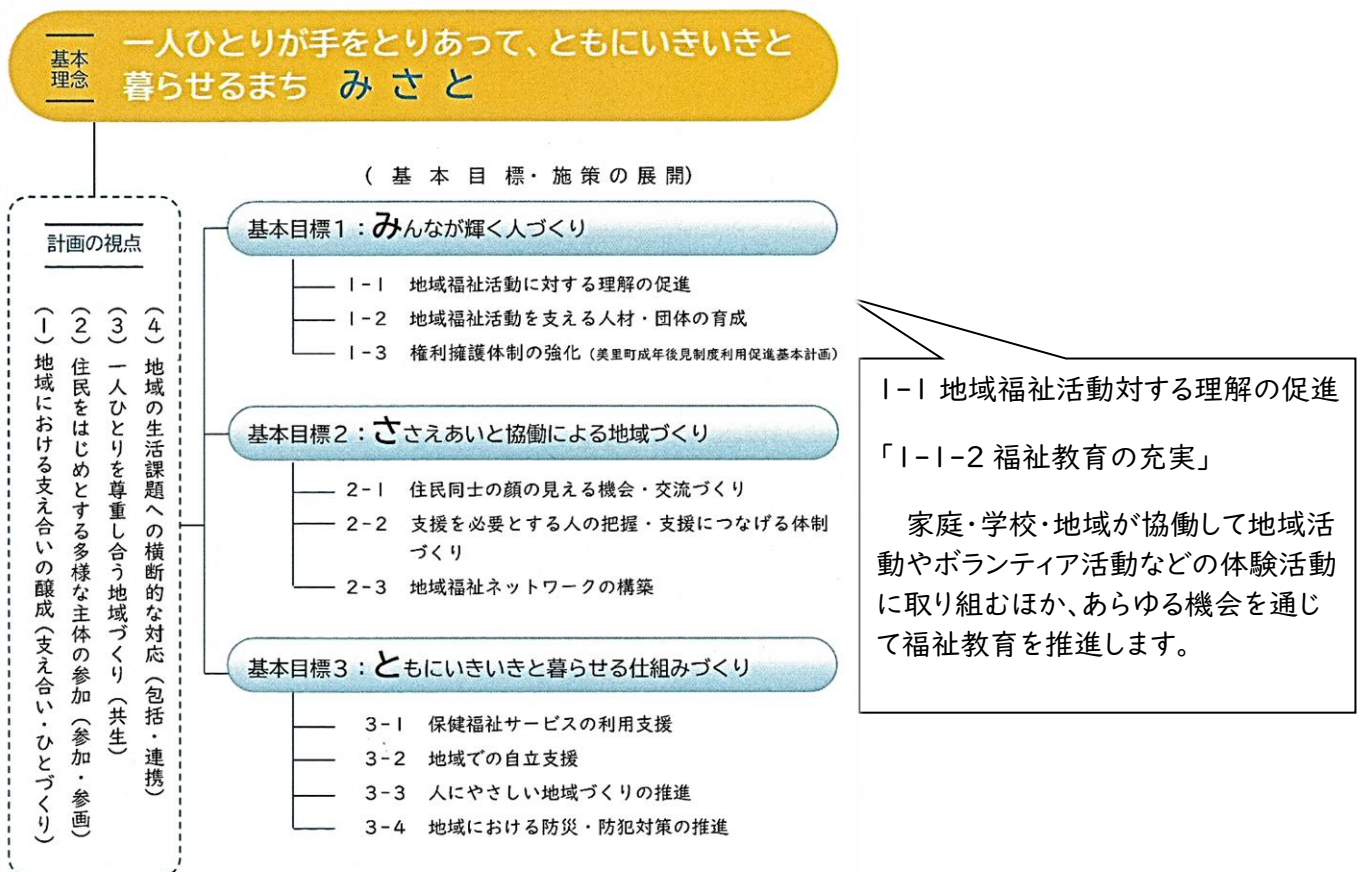 基本
理念
一人ひとりが手をとりあって、ともにいきいきと
暮らせるまち みさと
(基本目標・施策の展開)
計画の視点
(1)地域における支え合いの醸成(支え合い・ひとづくり)
(2)住民をはじめとする多様な主体の参加(参加・参画)
(3)一人ひとりを尊重し合う地域づくり(共生)
(4)地域の生活課題への横断的な対応(包括・連携)
基本目標1:みんなが輝く人づくり
1-1 地域福祉活動に対する理解の促進
1-2 地域福祉活動を支える人材・団体の育成
1-3 権利擁護体制の強化(美里町成年後見制度利用促進基本計画)
基本目標2:ささえあいと協働による地域づくり
2-1 住民同士の顔の見える機会・交流づくり
2-2 支援を必要とする人の把握・支援につなげる体制
づくり
2-3 地域福祉ネットワークの構築
基本目標3:ともにいきいきと暮らせる仕組みづくり
3-1 保健福祉サービスの利用支援
3-2 地域での自立支援
3-3 人にやさしい地域づくりの推進
3-4 地域における防災・防犯対策の推進
1-1 地域福祉活動対する理解の促進
「1-1-2 福祉教育の充実」
家庭・学校・地域が協働して地域活
動やボランティア活動などの体験活動
に取り組むほか、あらゆる機会を通じ
て福祉教育を推進します。